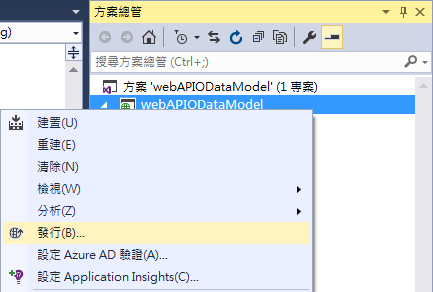 g)
方案總管
搜尋方案總管 (Ctrl+;)
方案 'webAPIODataModel' (1 專案)
webAPIODataModel
建置(U)
重建(E)
清除(N)
檢視(W)
分析(Z)
發行(B)...
設定 Azure AD 驗證(A)...
設定 Application Insights(C)...